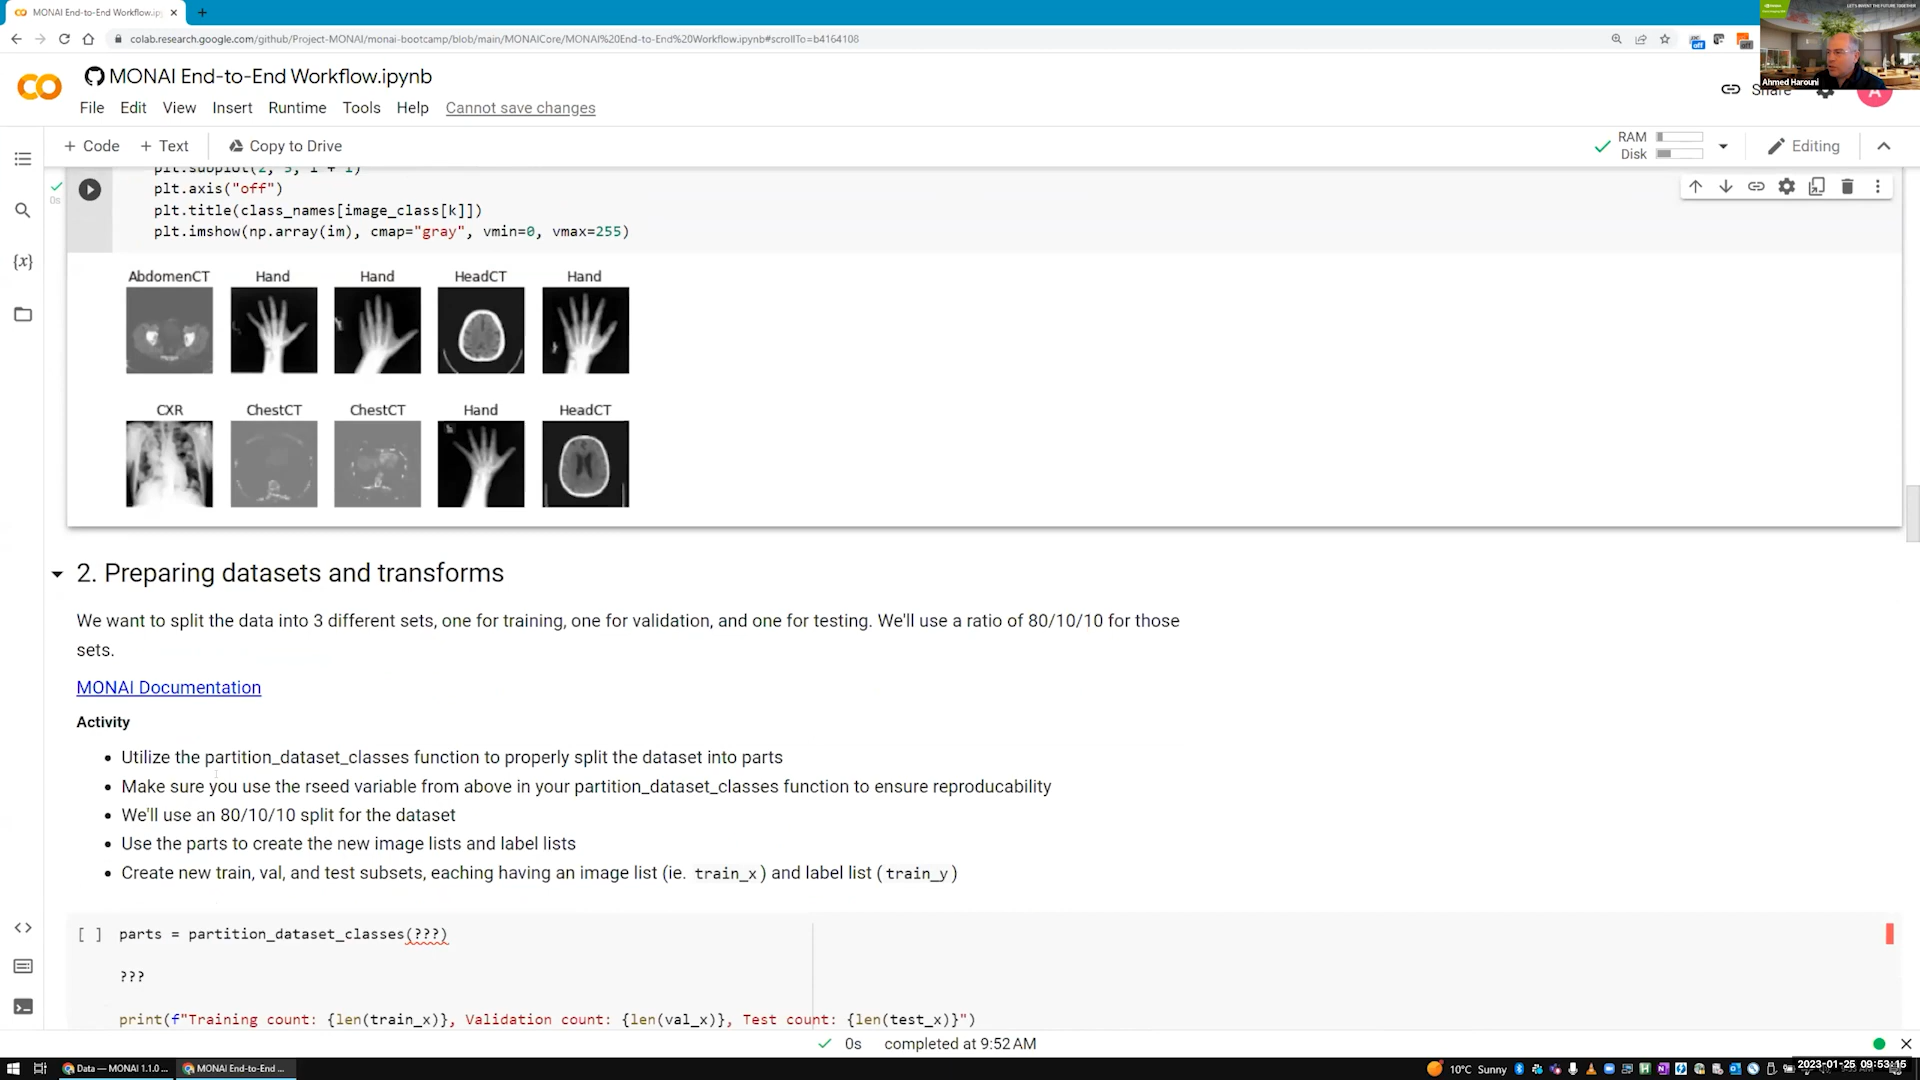 MONAI End-to-End Workflow.ip
colab.research.google.com/github/Project-MONAI/monai-bootcamp/blob/main/MONAICore/MONAI%20End-to-End%20Workflow.ipynb#scrollTo=b4164108
Ahmed Harouni
MONAI End-to-End Workflow.ipynb
Share
A
File Edit View Insert Runtime Tools Help Cannot save changes
+ Code + Text Copy to Drive
RAM
Disk
Editing
plt.subplot(2, 5, i + 1)
0s
plt.axis("off")
plt.title(class_names[image_class[k]])
plt.imshow(np.array(im), cmap="gray", vmin=0, vmax=255)
AbdomenCT Hand Hand HeadCT Hand
CXR ChestCT ChestCT Hand HeadCT
2. Preparing datasets and transforms
We want to split the data into 3 different sets, one for training, one for validation, and one for testing. We'll use a ratio of 80/10/10 for those
sets.
MONAI Documentation
Activity
• Utilize the partition_dataset_classes function to properly split the dataset into parts
• Make sure you use the rseed variable from above in your partition_dataset_classes function to ensure reproducability
• We'll use an 80/10/10 split for the dataset
• Use the parts to create the new image lists and label lists
• Create new train, val, and test subsets, eaching having an image list (ie. train_x) and label list (train_y)
[ ] parts = partition_dataset_classes(???)
???
print(f"Training count: {len(train_x)}, Validation count: {len(val_x)}, Test count: {len(test_x)}")
0s completed at 9:52 AM
Data — MONAI 1.1.0 ... MONAI End-to-End ...
10°C Sunny
2023-01-25 09:53:15